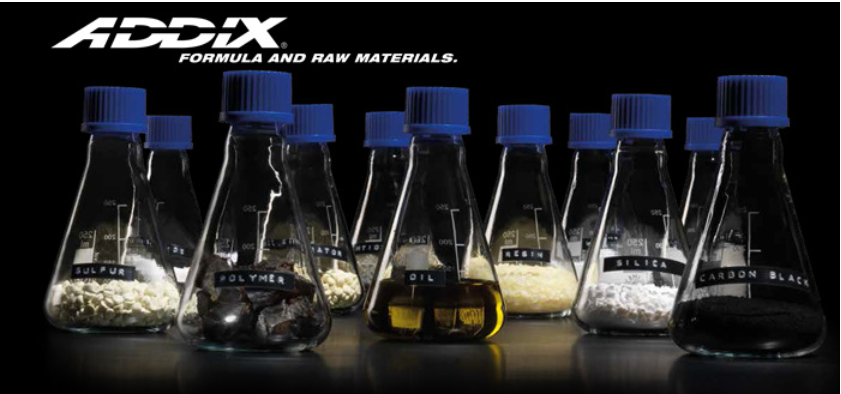 ADDIX®
FORMULA AND RAW MATERIALS.
SULFUR
POLYMER
OIL
RESIN
SILICA
CARBON BLACK